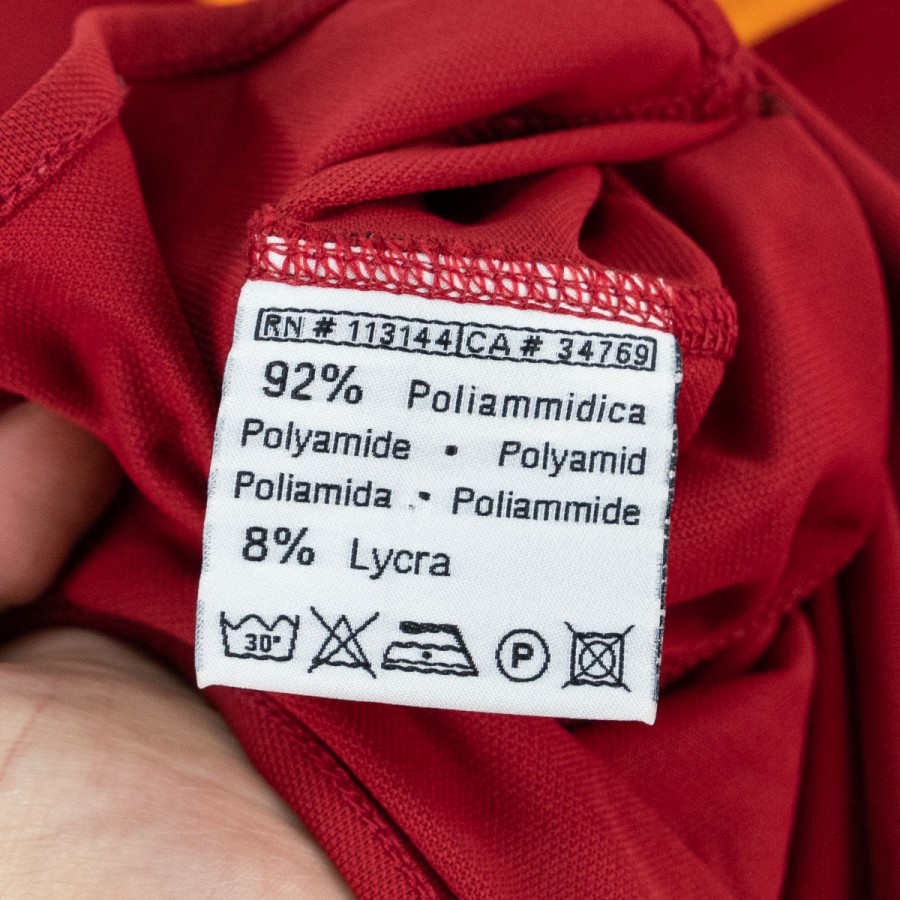 RN # 113144 CA # 34769
92% Poliammidica
Polyamide • Polyamid
Poliamida • Poliammide
8% Lycra
30° P